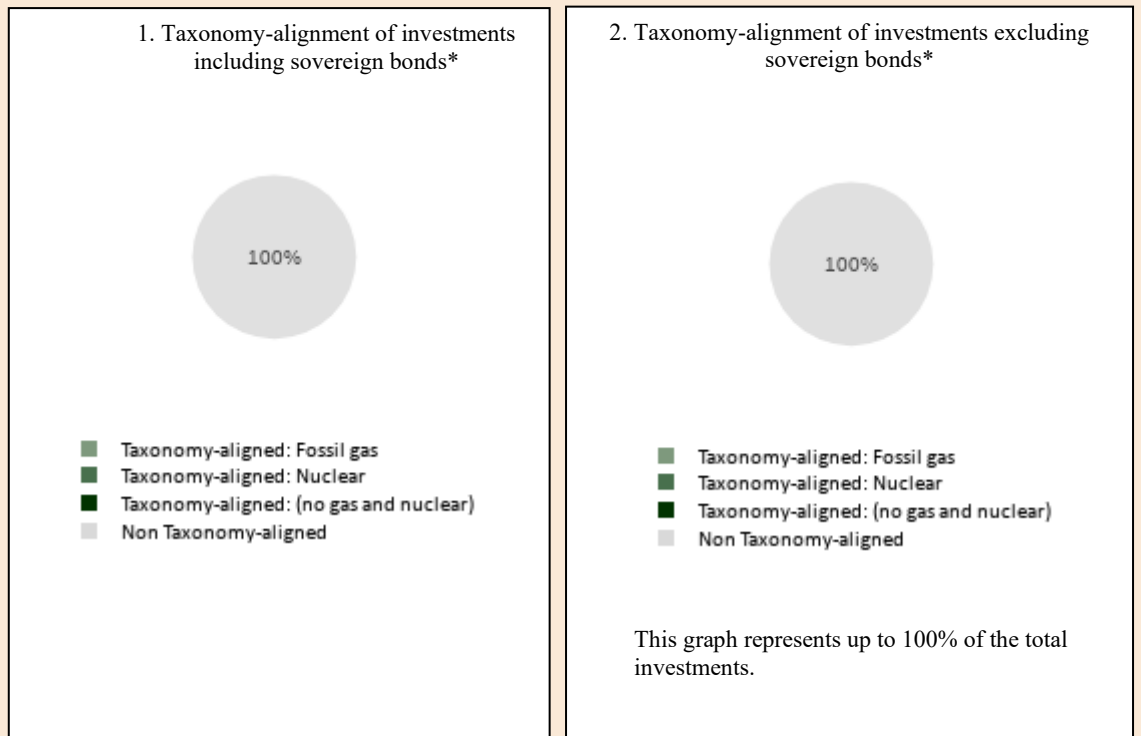 1. Taxonomy-alignment of investments
including sovereign bonds*
100%
Taxonomy-aligned: Fossil gas
Taxonomy-aligned: Nuclear
Taxonomy-aligned: (no gas and nuclear)
Non Taxonomy-aligned
2. Taxonomy-alignment of investments excluding
sovereign bonds*
100%
Taxonomy-aligned: Fossil gas
Taxonomy-aligned: Nuclear
Taxonomy-aligned: (no gas and nuclear)
Non Taxonomy-aligned
This graph represents up to 100% of the total
investments.